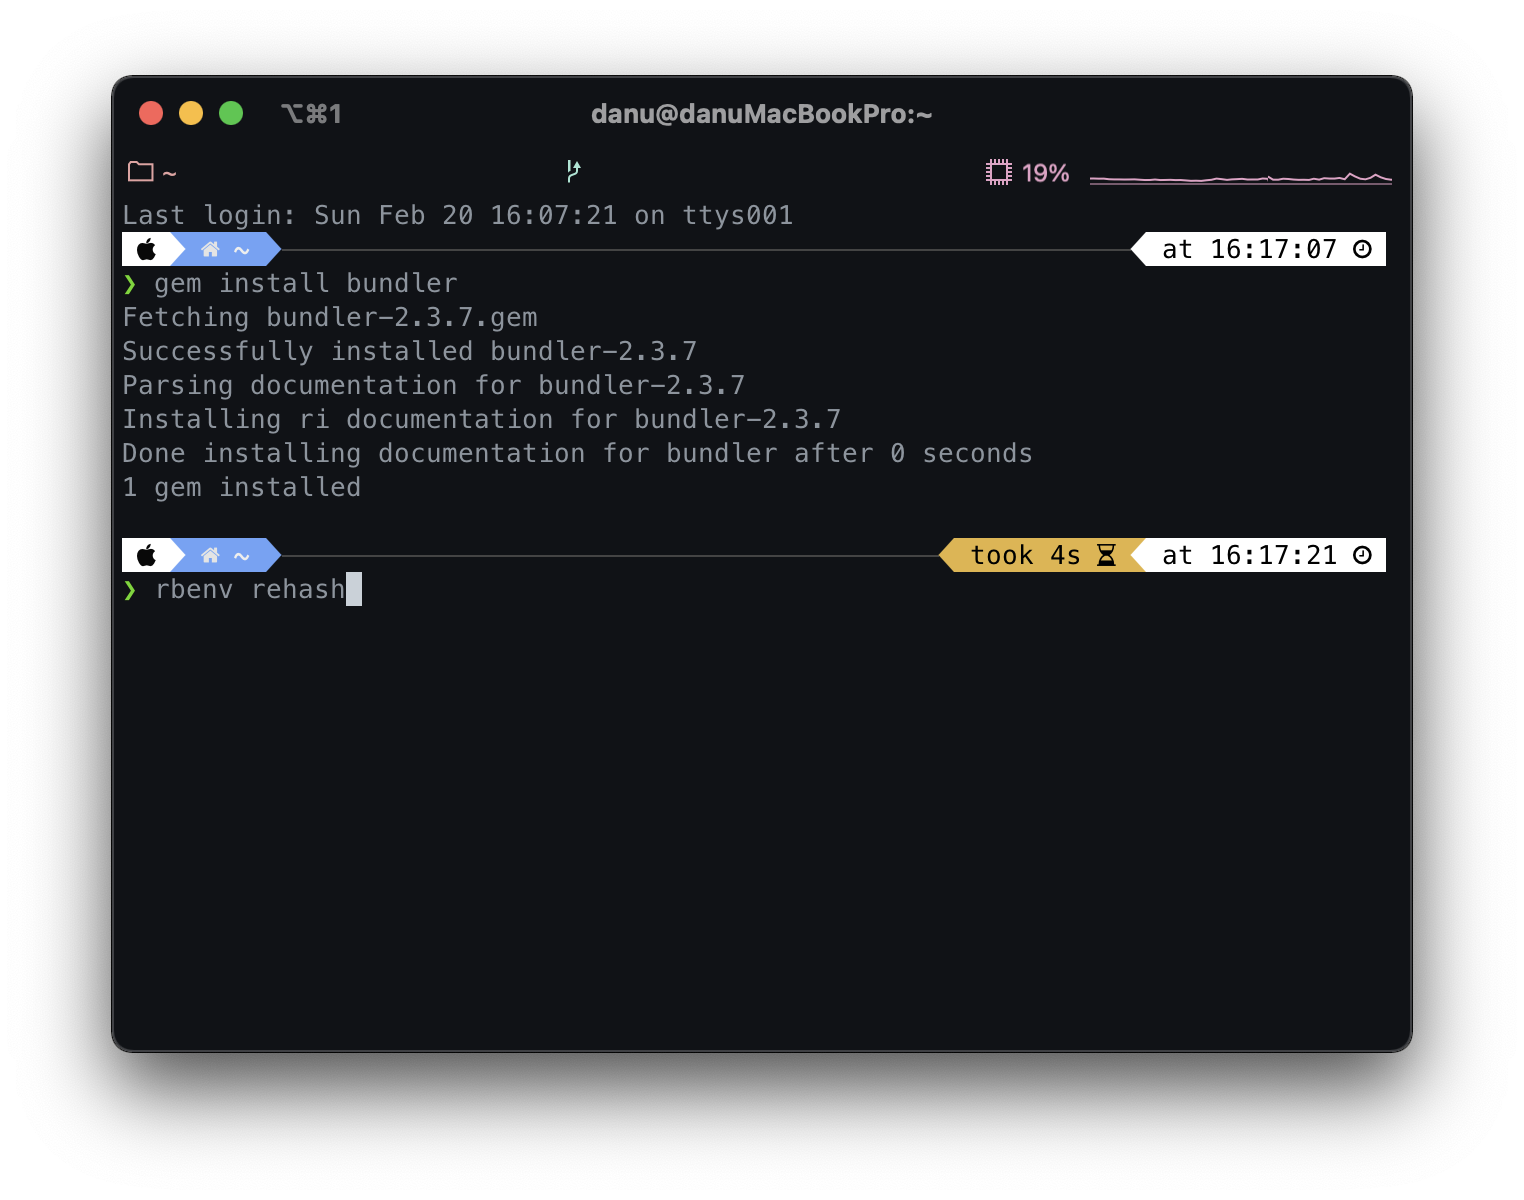 ⌥⌘1
danu@danuMacBookPro:~
~
19%
Last login: Sun Feb 20 16:07:21 on ttys001
~ at 16:17:07
❯ gem install bundler
Fetching bundler-2.3.7.gem
Successfully installed bundler-2.3.7
Parsing documentation for bundler-2.3.7
Installing ri documentation for bundler-2.3.7
Done installing documentation for bundler after 0 seconds
1 gem installed
~ took 4s at 16:17:21
❯ rbenv rehash